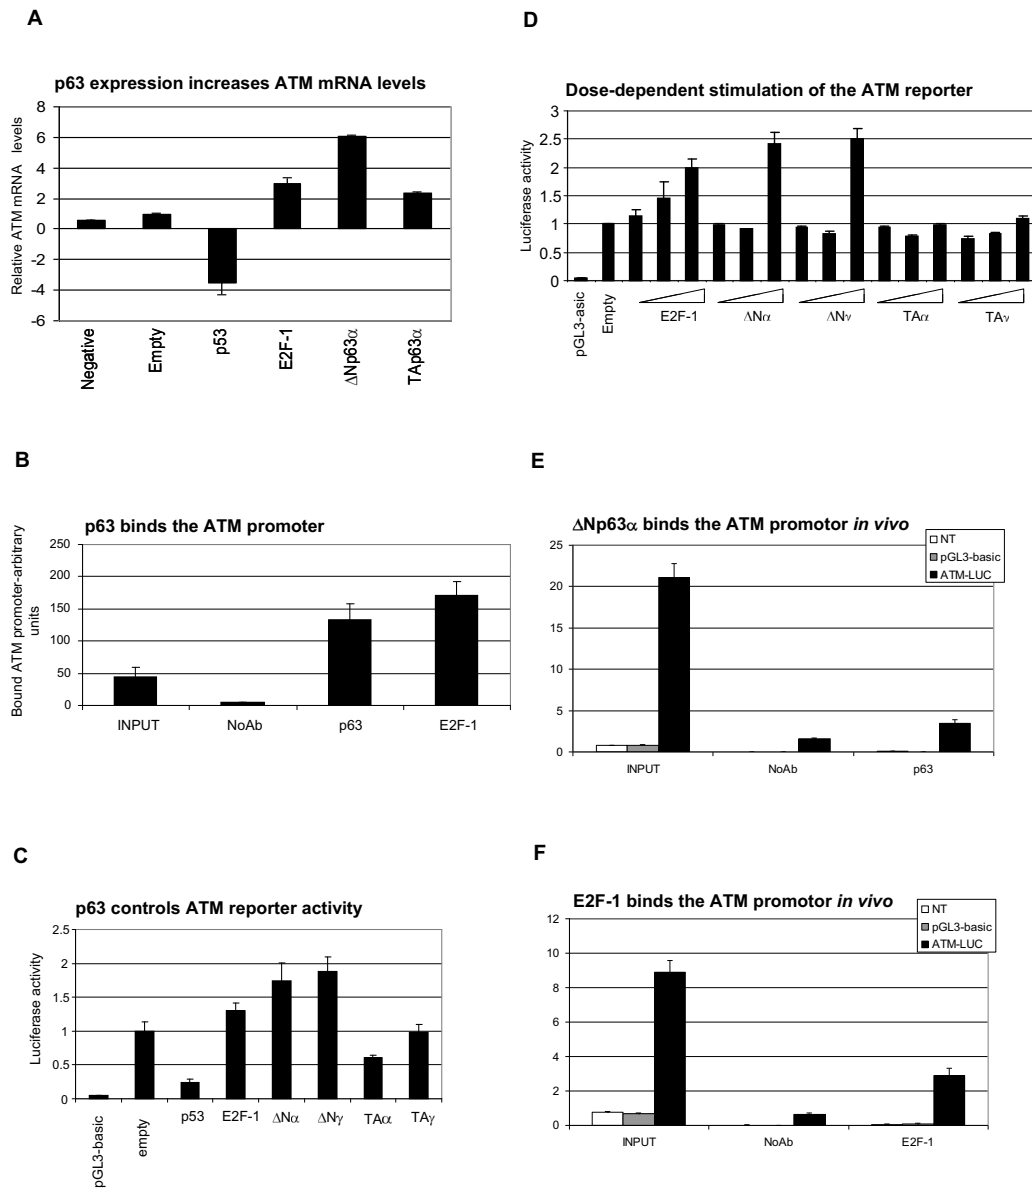 A
p63 expression increases ATM mRNA levels
Relative ATM mRNA levels
8
6
4
2
0
-2
-4
-6
Negative
Empty
p53
E2F-1
ΔNp63α
TAp63α
B
p63 binds the ATM promoter
Bound ATM promoter-arbitrary
units
250
200
150
100
50
0
INPUT
NoAb
p63
E2F-1
C
p63 controls ATM reporter activity
Luciferase activity
2.5
2
1.5
1
0.5
0
pGL3-basic
empty
p53
E2F-1
ΔNα
ΔNγ
TAα
TAγ
D
Dose-dependent stimulation of the ATM reporter
Luciferase activity
3
2.5
2
1.5
1
0.5
0
pGL3-asic
Empty
E2F-1
ΔNα
ΔNγ
TAα
TAγ
E
ΔNp63α binds the ATM promotor in vivo
NT
pGL3-basic
ATM-LUC
25
20
15
10
5
0
INPUT
NoAb
p63
F
E2F-1 binds the ATM promotor in vivo
NT
pGL3-basic
ATM-LUC
12
10
8
6
4
2
0
INPUT
NoAb
E2F-1